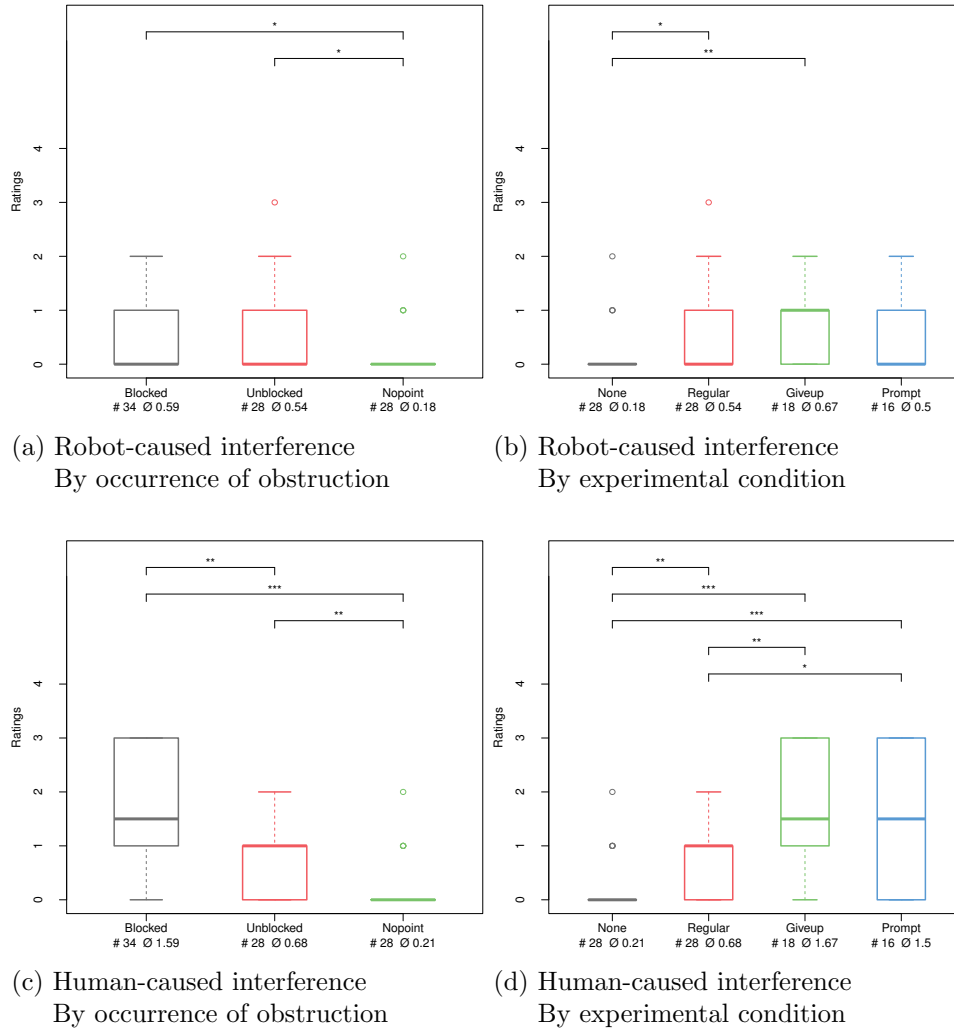 *
*
4
3
2
1
0
Ratings
Blocked Unblocked Nopoint
# 34 Ø 0.59 # 28 Ø 0.54 # 28 Ø 0.18
(a) Robot-caused interference
By occurrence of obstruction
*
**
4
3
2
1
0
Ratings
None Regular Giveup Prompt
# 28 Ø 0.18 # 28 Ø 0.54 # 18 Ø 0.67 # 16 Ø 0.5
(b) Robot-caused interference
By experimental condition
**
***
**
4
3
2
1
0
Ratings
Blocked Unblocked Nopoint
# 34 Ø 1.59 # 28 Ø 0.68 # 28 Ø 0.21
(c) Human-caused interference
By occurrence of obstruction
**
***
***
**
*
4
3
2
1
0
Ratings
None Regular Giveup Prompt
# 28 Ø 0.21 # 28 Ø 0.68 # 18 Ø 1.67 # 16 Ø 1.5
(d) Human-caused interference
By experimental condition